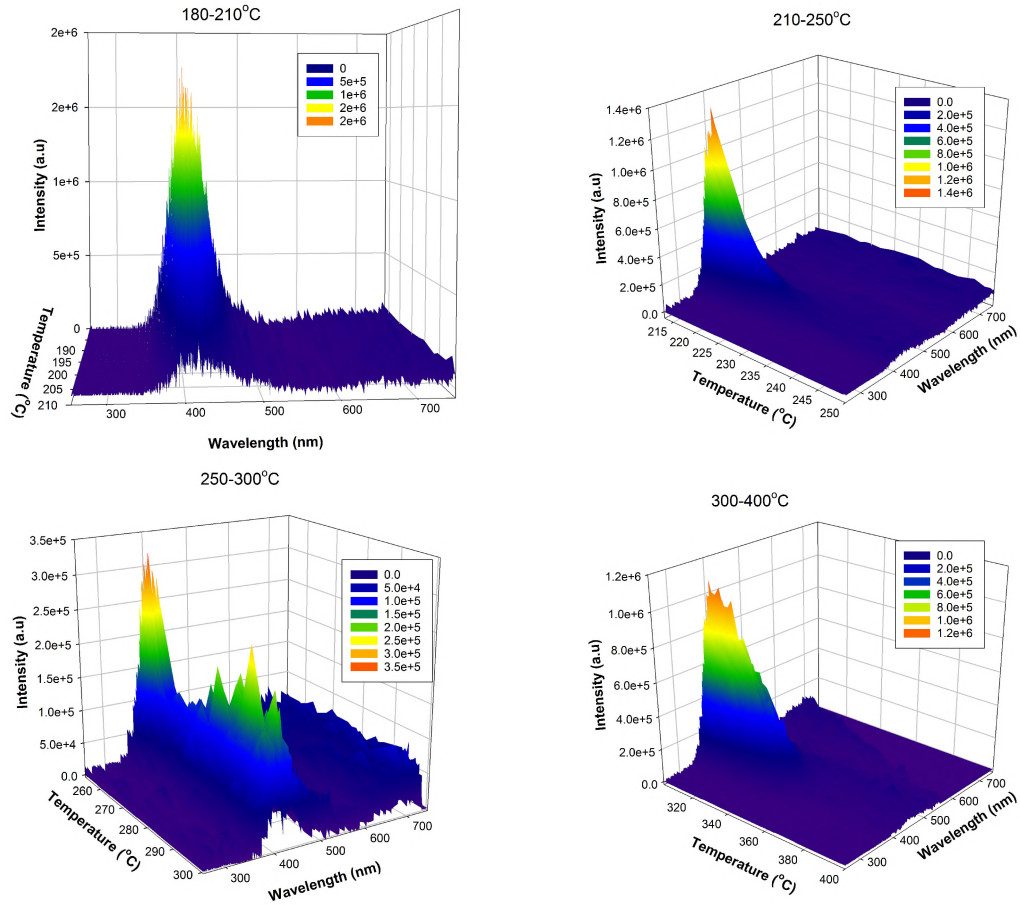 180-210°C
2e+6
2e+6
1e+6
5e+5
0
Intensity (a.u)
0
5e+5
1e+6
2e+6
2e+6
Temperature (°C)
190
195
200
205
210
300
400
500
600
700
Wavelength (nm)
210-250°C
1.4e+6
1.2e+6
1.0e+6
8.0e+5
6.0e+5
4.0e+5
2.0e+5
0.0
Intensity (a.u)
0.0
2.0e+5
4.0e+5
6.0e+5
8.0e+5
1.0e+6
1.2e+6
1.4e+6
215
220
225
230
235
240
245
250
Temperature (°C)
300
400
500
600
700
Wavelength (nm)
250-300°C
3.5e+5
3.0e+5
2.5e+5
2.0e+5
1.5e+5
1.0e+5
5.0e+4
0.0
Intensity (a.u)
0.0
5.0e+4
1.0e+5
1.5e+5
2.0e+5
2.5e+5
3.0e+5
3.5e+5
260
270
280
290
300
Temperature (°C)
300
400
500
600
700
Wavelength (nm)
300-400°C
1.2e+6
1.0e+6
8.0e+5
6.0e+5
4.0e+5
2.0e+5
0.0
Intensity (a.u)
0.0
2.0e+5
4.0e+5
6.0e+5
8.0e+5
1.0e+6
1.2e+6
320
340
360
380
400
Temperature (°C)
300
400
500
600
700
Wavelength (nm)